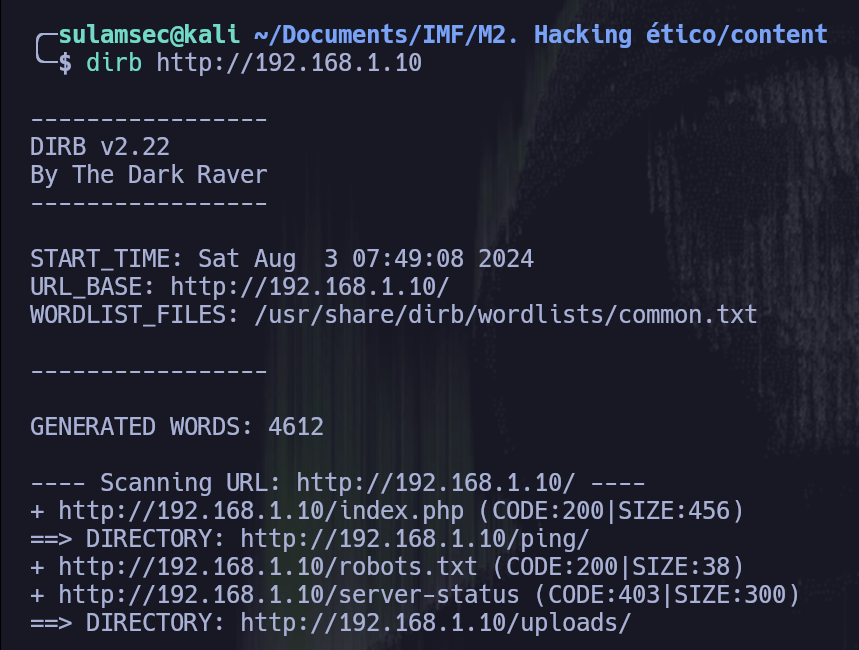 sulamsec@kali ~/Documents/IMF/M2. Hacking ético/content
$ dirb http://192.168.1.10
-----------------
DIRB v2.22
By The Dark Raver
-----------------
START_TIME: Sat Aug  3 07:49:08 2024
URL_BASE: http://192.168.1.10/
WORDLIST_FILES: /usr/share/dirb/wordlists/common.txt
-----------------
GENERATED WORDS: 4612
---- Scanning URL: http://192.168.1.10/ ----
+ http://192.168.1.10/index.php (CODE:200|SIZE:456)
==> DIRECTORY: http://192.168.1.10/ping/
+ http://192.168.1.10/robots.txt (CODE:200|SIZE:38)
+ http://192.168.1.10/server-status (CODE:403|SIZE:300)
==> DIRECTORY: http://192.168.1.10/uploads/